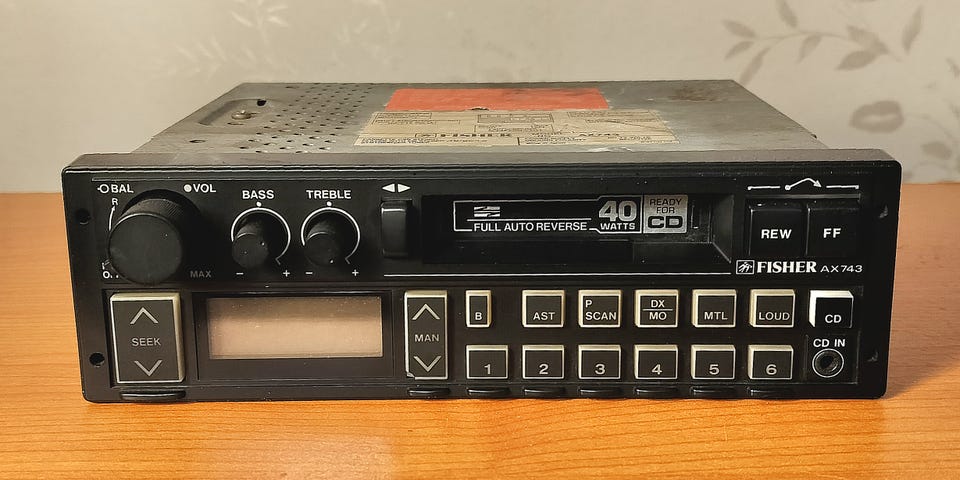 FISHER
BAL
VOL
R
MAX
BASS
- +
TREBLE
- +
FULL AUTO REVERSE
40
WATTS
READY
FOR
CD
REW
FF
FISHER AX743
SEEK
MAN
B
AST
P
SCAN
DX
MO
MTL
LOUD
CD
1
2
3
4
5
6
CD IN